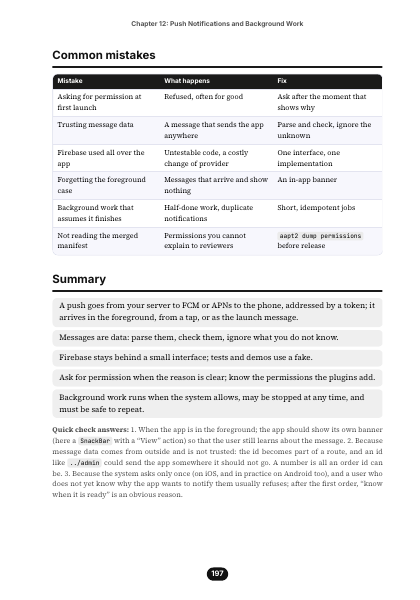 Chapter 12: Push Notifications and Background Work
Common mistakes
Mistake What happens Fix
Asking for permission at first launch Refused, often for good Ask after the moment that shows why
Trusting message data A message that sends the app anywhere Parse and check, ignore the unknown
Firebase used all over the app Untestable code, a costly change of provider One interface, one implementation
Forgetting the foreground case Messages that arrive and show nothing An in-app banner
Background work that assumes it finishes Half-done work, duplicate notifications Short, idempotent jobs
Not reading the merged manifest Permissions you cannot explain to reviewers aapt2 dump permissions before release
Summary
A push goes from your server to FCM or APNs to the phone, addressed by a token; it
arrives in the foreground, from a tap, or as the launch message.
Messages are data: parse them, check them, ignore what you do not know.
Firebase stays behind a small interface; tests and demos use a fake.
Ask for permission when the reason is clear; know the permissions the plugins add.
Background work runs when the system allows, may be stopped at any time, and
must be safe to repeat.
Quick check answers: 1. When the app is in the foreground; the app should show its own banner
(here a SnackBar with a “View” action) so that the user still learns about the message. 2. Because
message data comes from outside and is not trusted: the id becomes part of a route, and an id
like ../admin could send the app somewhere it should not go. A number is all an order id can
be. 3. Because the system asks only once (on iOS, and in practice on Android too), and a user who
does not yet know why the app wants to notify them usually refuses; after the first order, “know
when it is ready” is an obvious reason.
197